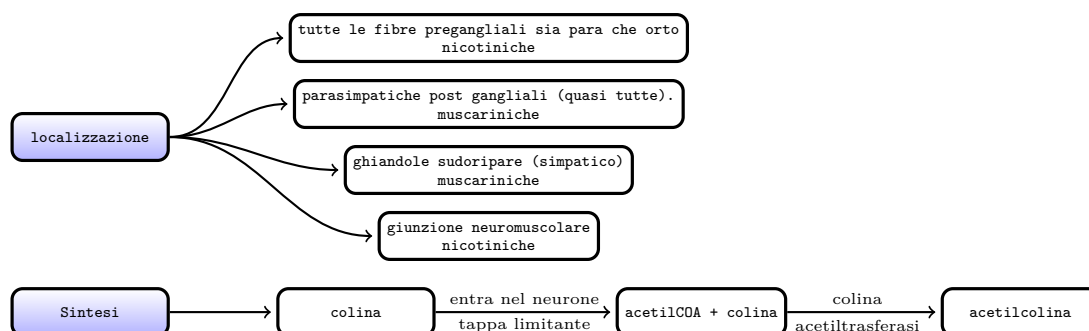 tutte le fibre pregangliali sia para che orto
nicotiniche
parasimpatiche post gangliali (quasi tutte).
muscariniche
localizzazione
ghiandole sudoripare (simpatico)
muscariniche
giunzione neuromuscolare
nicotiniche
Sintesi
colina
entra nel neurone
tappa limitante
acetilCOA + colina
colina
acetiltrasferasi
acetilcolina